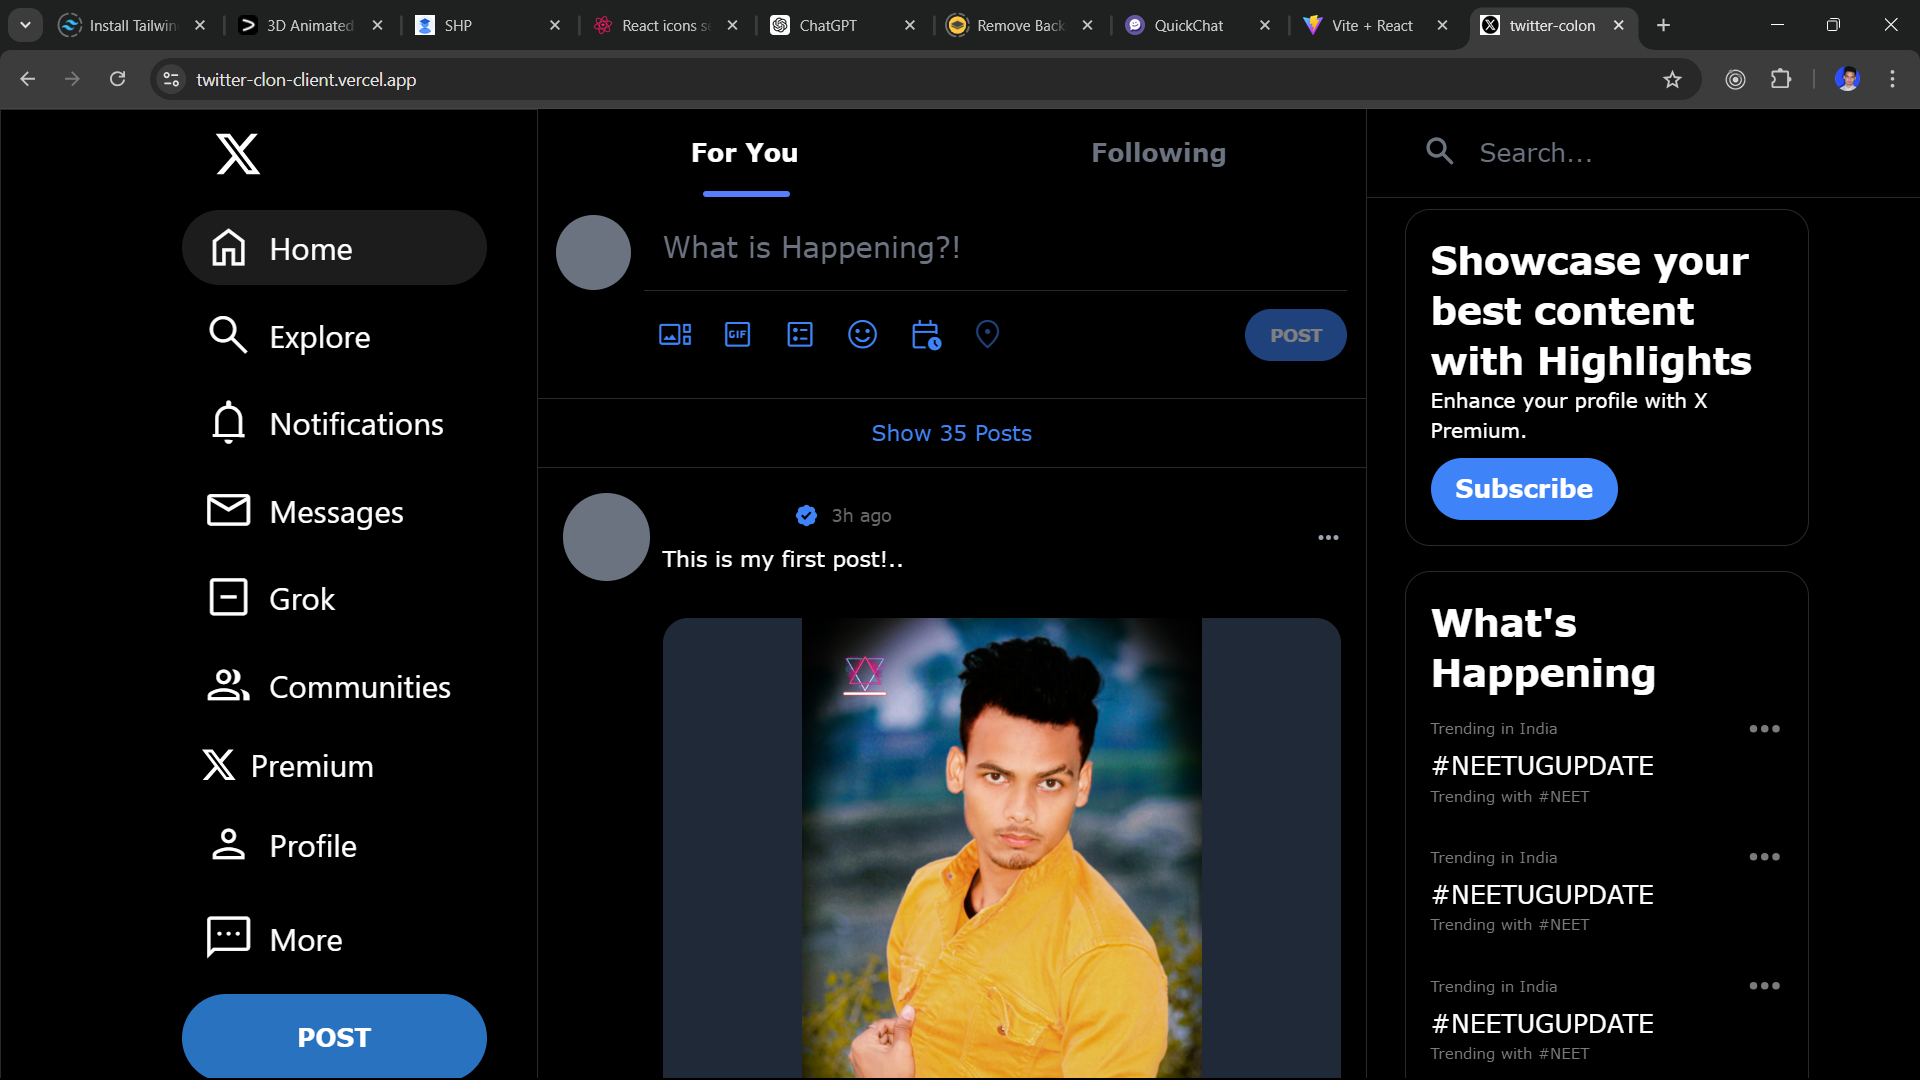 Install Tailwin
3D Animated
SHP
React icons s
ChatGPT
Remove Back
QuickChat
Vite + React
twitter-colon
twitter-clon-client.vercel.app
Home
Explore
Notifications
Messages
Grok
Communities
Premium
Profile
More
POST
For You
Following
What is Happening?!
GIF
POST
Show 35 Posts
3h ago
This is my first post!..
Search...
Showcase your
best content
with Highlights
Enhance your profile with X
Premium.
Subscribe
What's
Happening
Trending in India
#NEETUGUPDATE
Trending with #NEET
Trending in India
#NEETUGUPDATE
Trending with #NEET
Trending in India
#NEETUGUPDATE
Trending with #NEET